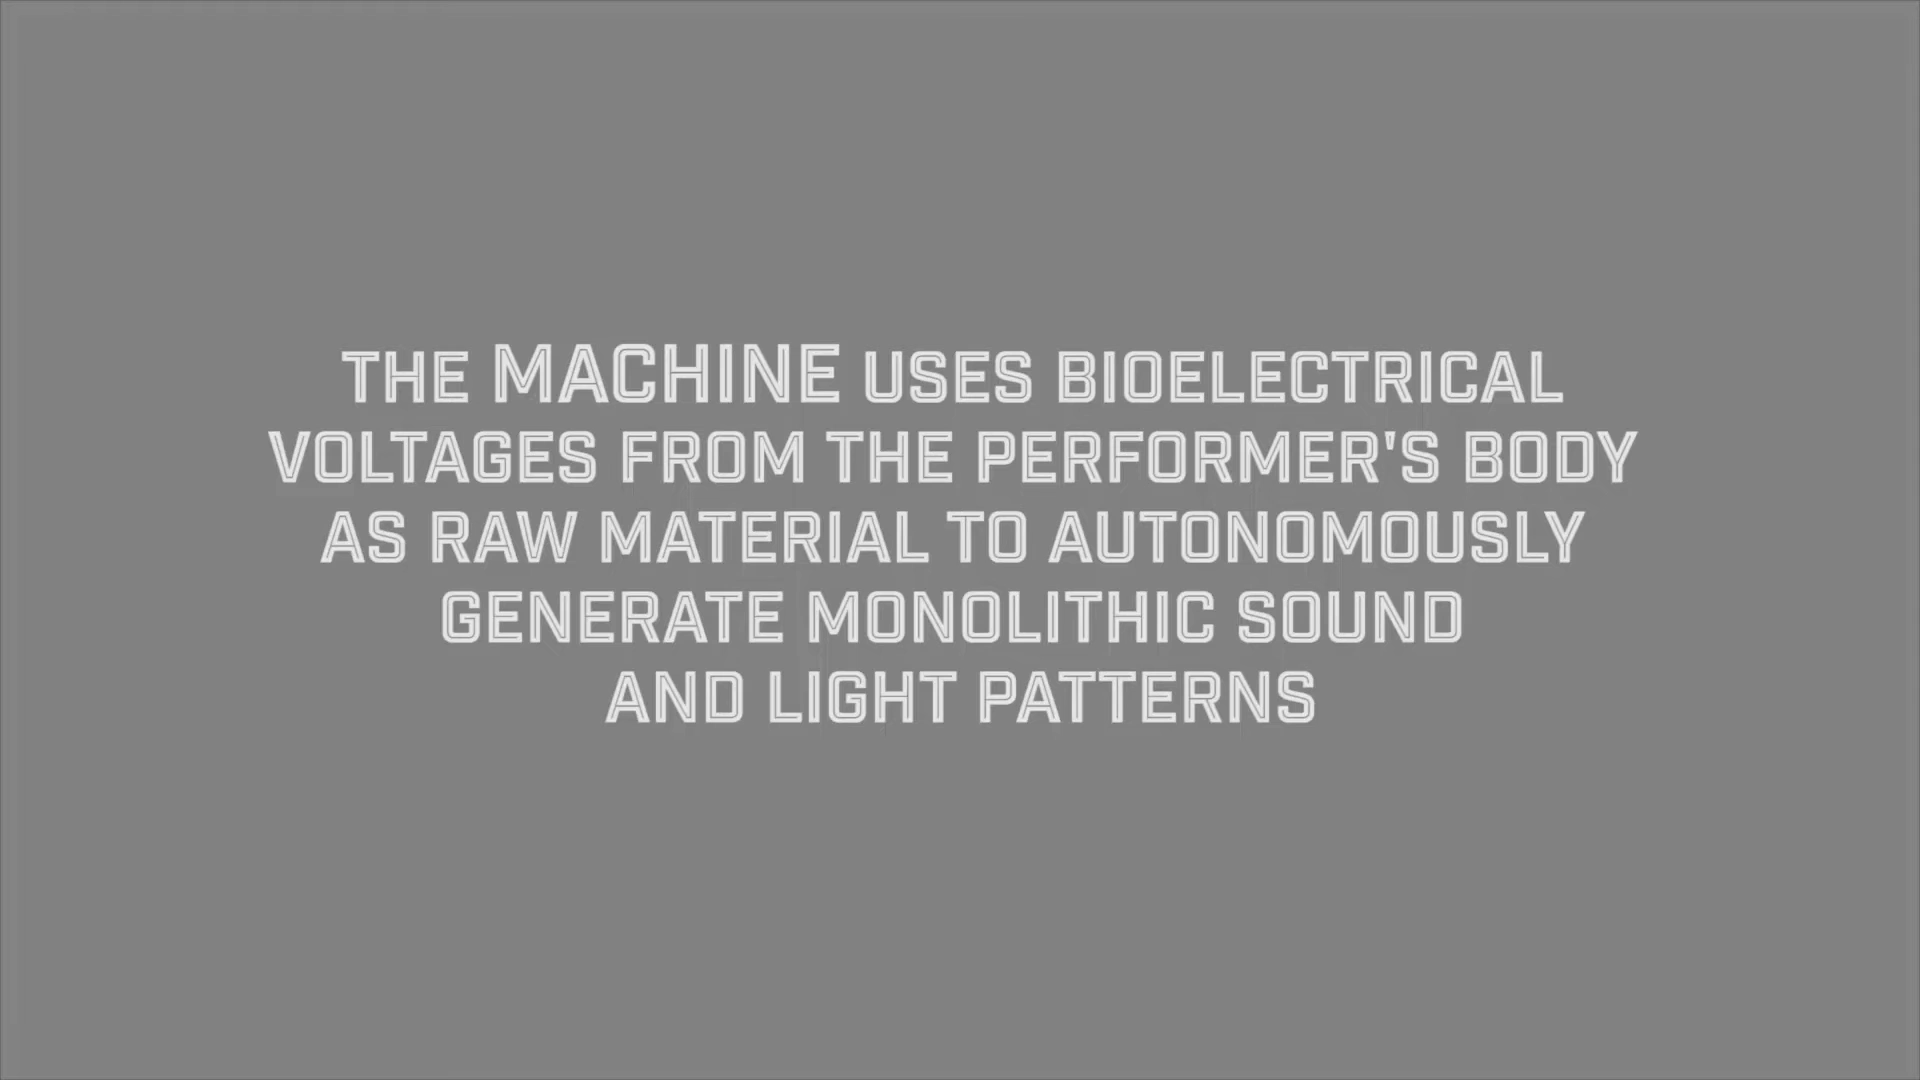 THE MACHINE USES BIOELECTRICAL
VOLTAGES FROM THE PERFORMER'S BODY
AS RAW MATERIAL TO AUTONOMOUSLY
GENERATE MONOLITHIC SOUND
AND LIGHT PATTERNS